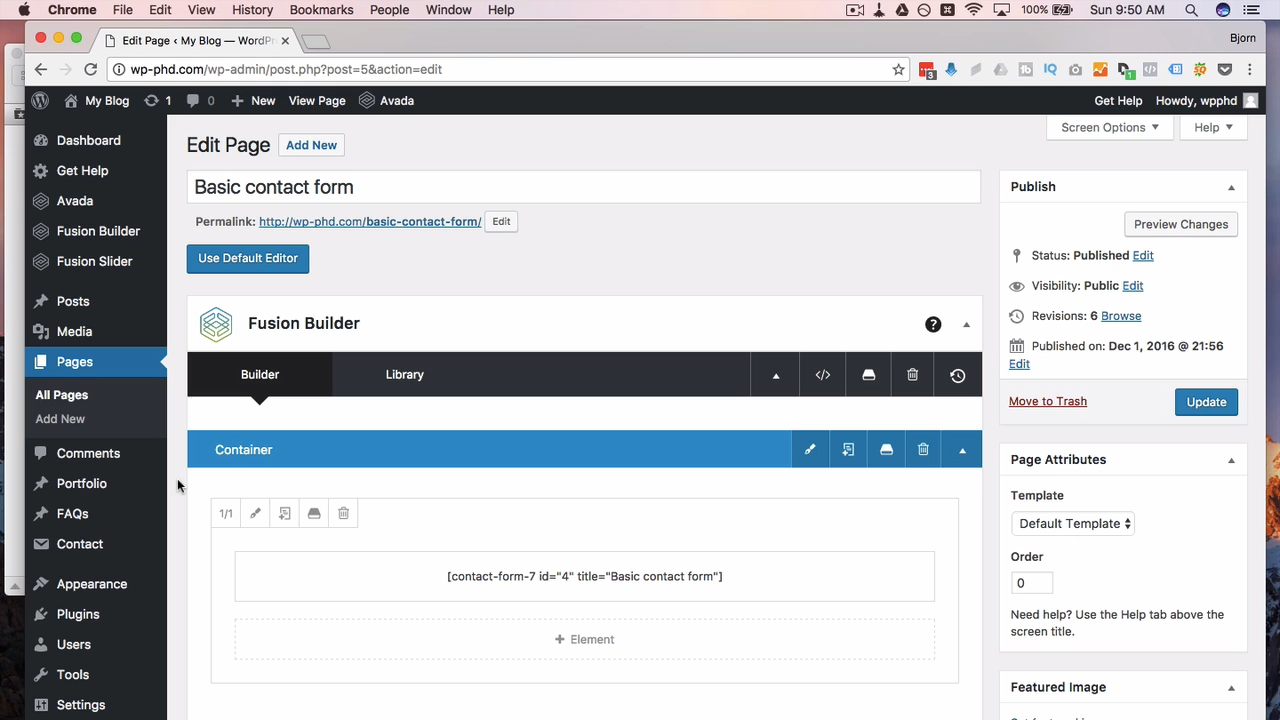 Chrome File Edit View History Bookmarks People Window Help 100% Sun 9:50 AM
Edit Page ‹ My Blog — WordPr Bjorn
wp-phd.com/wp-admin/post.php?post=5&action=edit
My Blog 1 0 New View Page Avada Get Help Howdy, wpphd
Screen Options Help
Dashboard
Get Help
Avada
Fusion Builder
Fusion Slider
Posts
Media
Pages
All Pages
Add New
Comments
Portfolio
FAQs
Contact
Appearance
Plugins
Users
Tools
Settings
Edit Page Add New
Basic contact form
Permalink: http://wp-phd.com/basic-contact-form/ Edit
Use Default Editor
Fusion Builder
Builder Library
Container
1/1
[contact-form-7 id="4" title="Basic contact form"]
+ Element
Publish
Preview Changes
Status: Published Edit
Visibility: Public Edit
Revisions: 6 Browse
Published on: Dec 1, 2016 @ 21:56
Edit
Move to Trash Update
Page Attributes
Template
Default Template
Order
0
Need help? Use the Help tab above the
screen title.
Featured Image